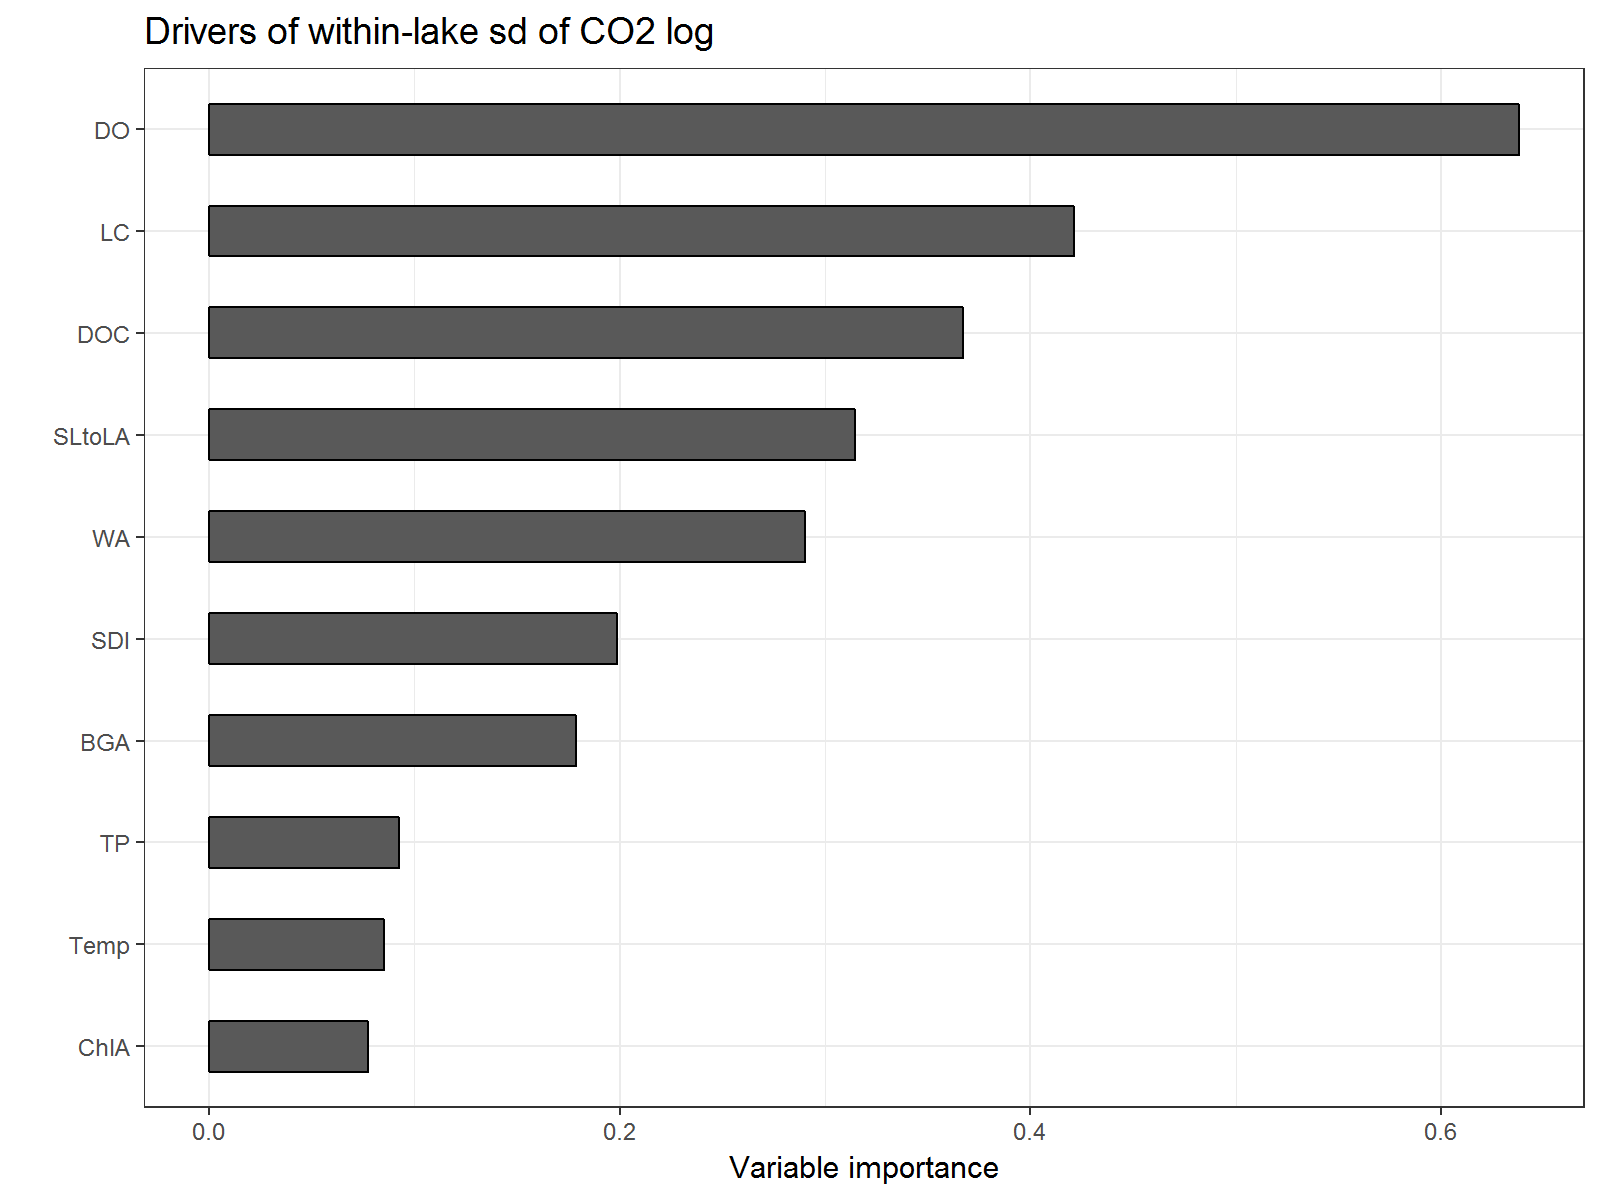 Drivers of within-lake sd of CO2 log
DO
LC
DOC
SLtoLA
WA
SDI
BGA
TP
Temp
ChlA
0.0 0.2 0.4 0.6
Variable importance